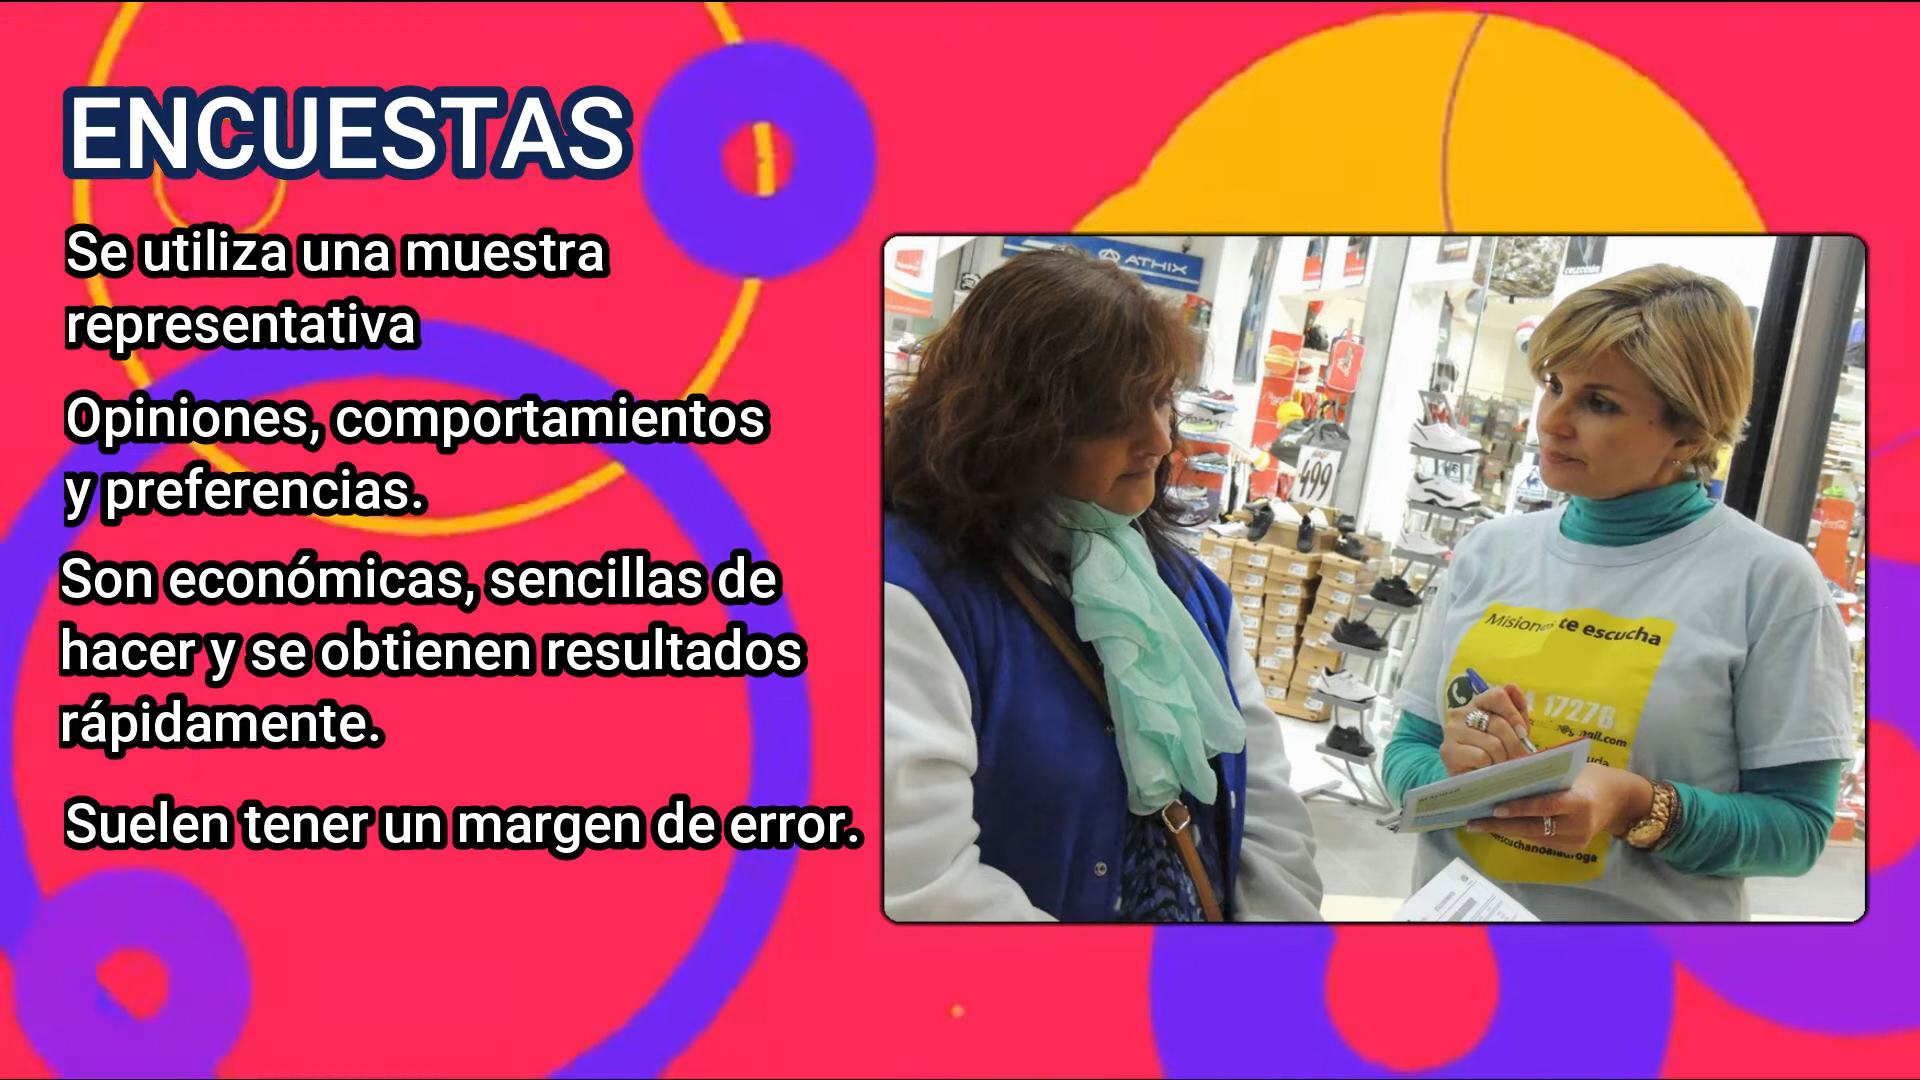 ENCUESTAS
Se utiliza una muestra
representativa
Opiniones, comportamientos
y preferencias.
Son económicas, sencillas de
hacer y se obtienen resultados
rápidamente.
Suelen tener un margen de error.
ATHIX
COLECCIÓN
499
te escucha
17278